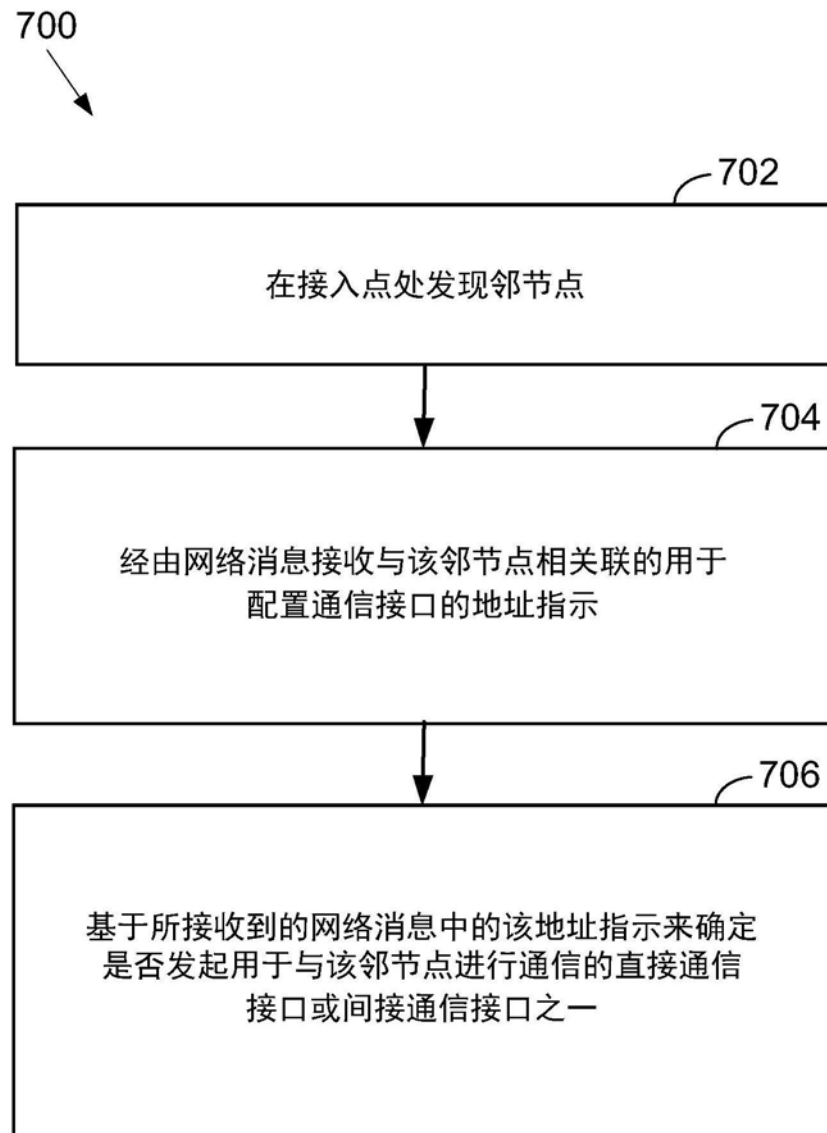 700
702
在接入点处发现邻节点
704
经由网络消息接收与该邻节点相关联的用于
配置通信接口的地址指示
706
基于所接收到的网络消息中的该地址指示来确定
是否发起用于与该邻节点进行通信的直接通信
接口或间接通信接口之一